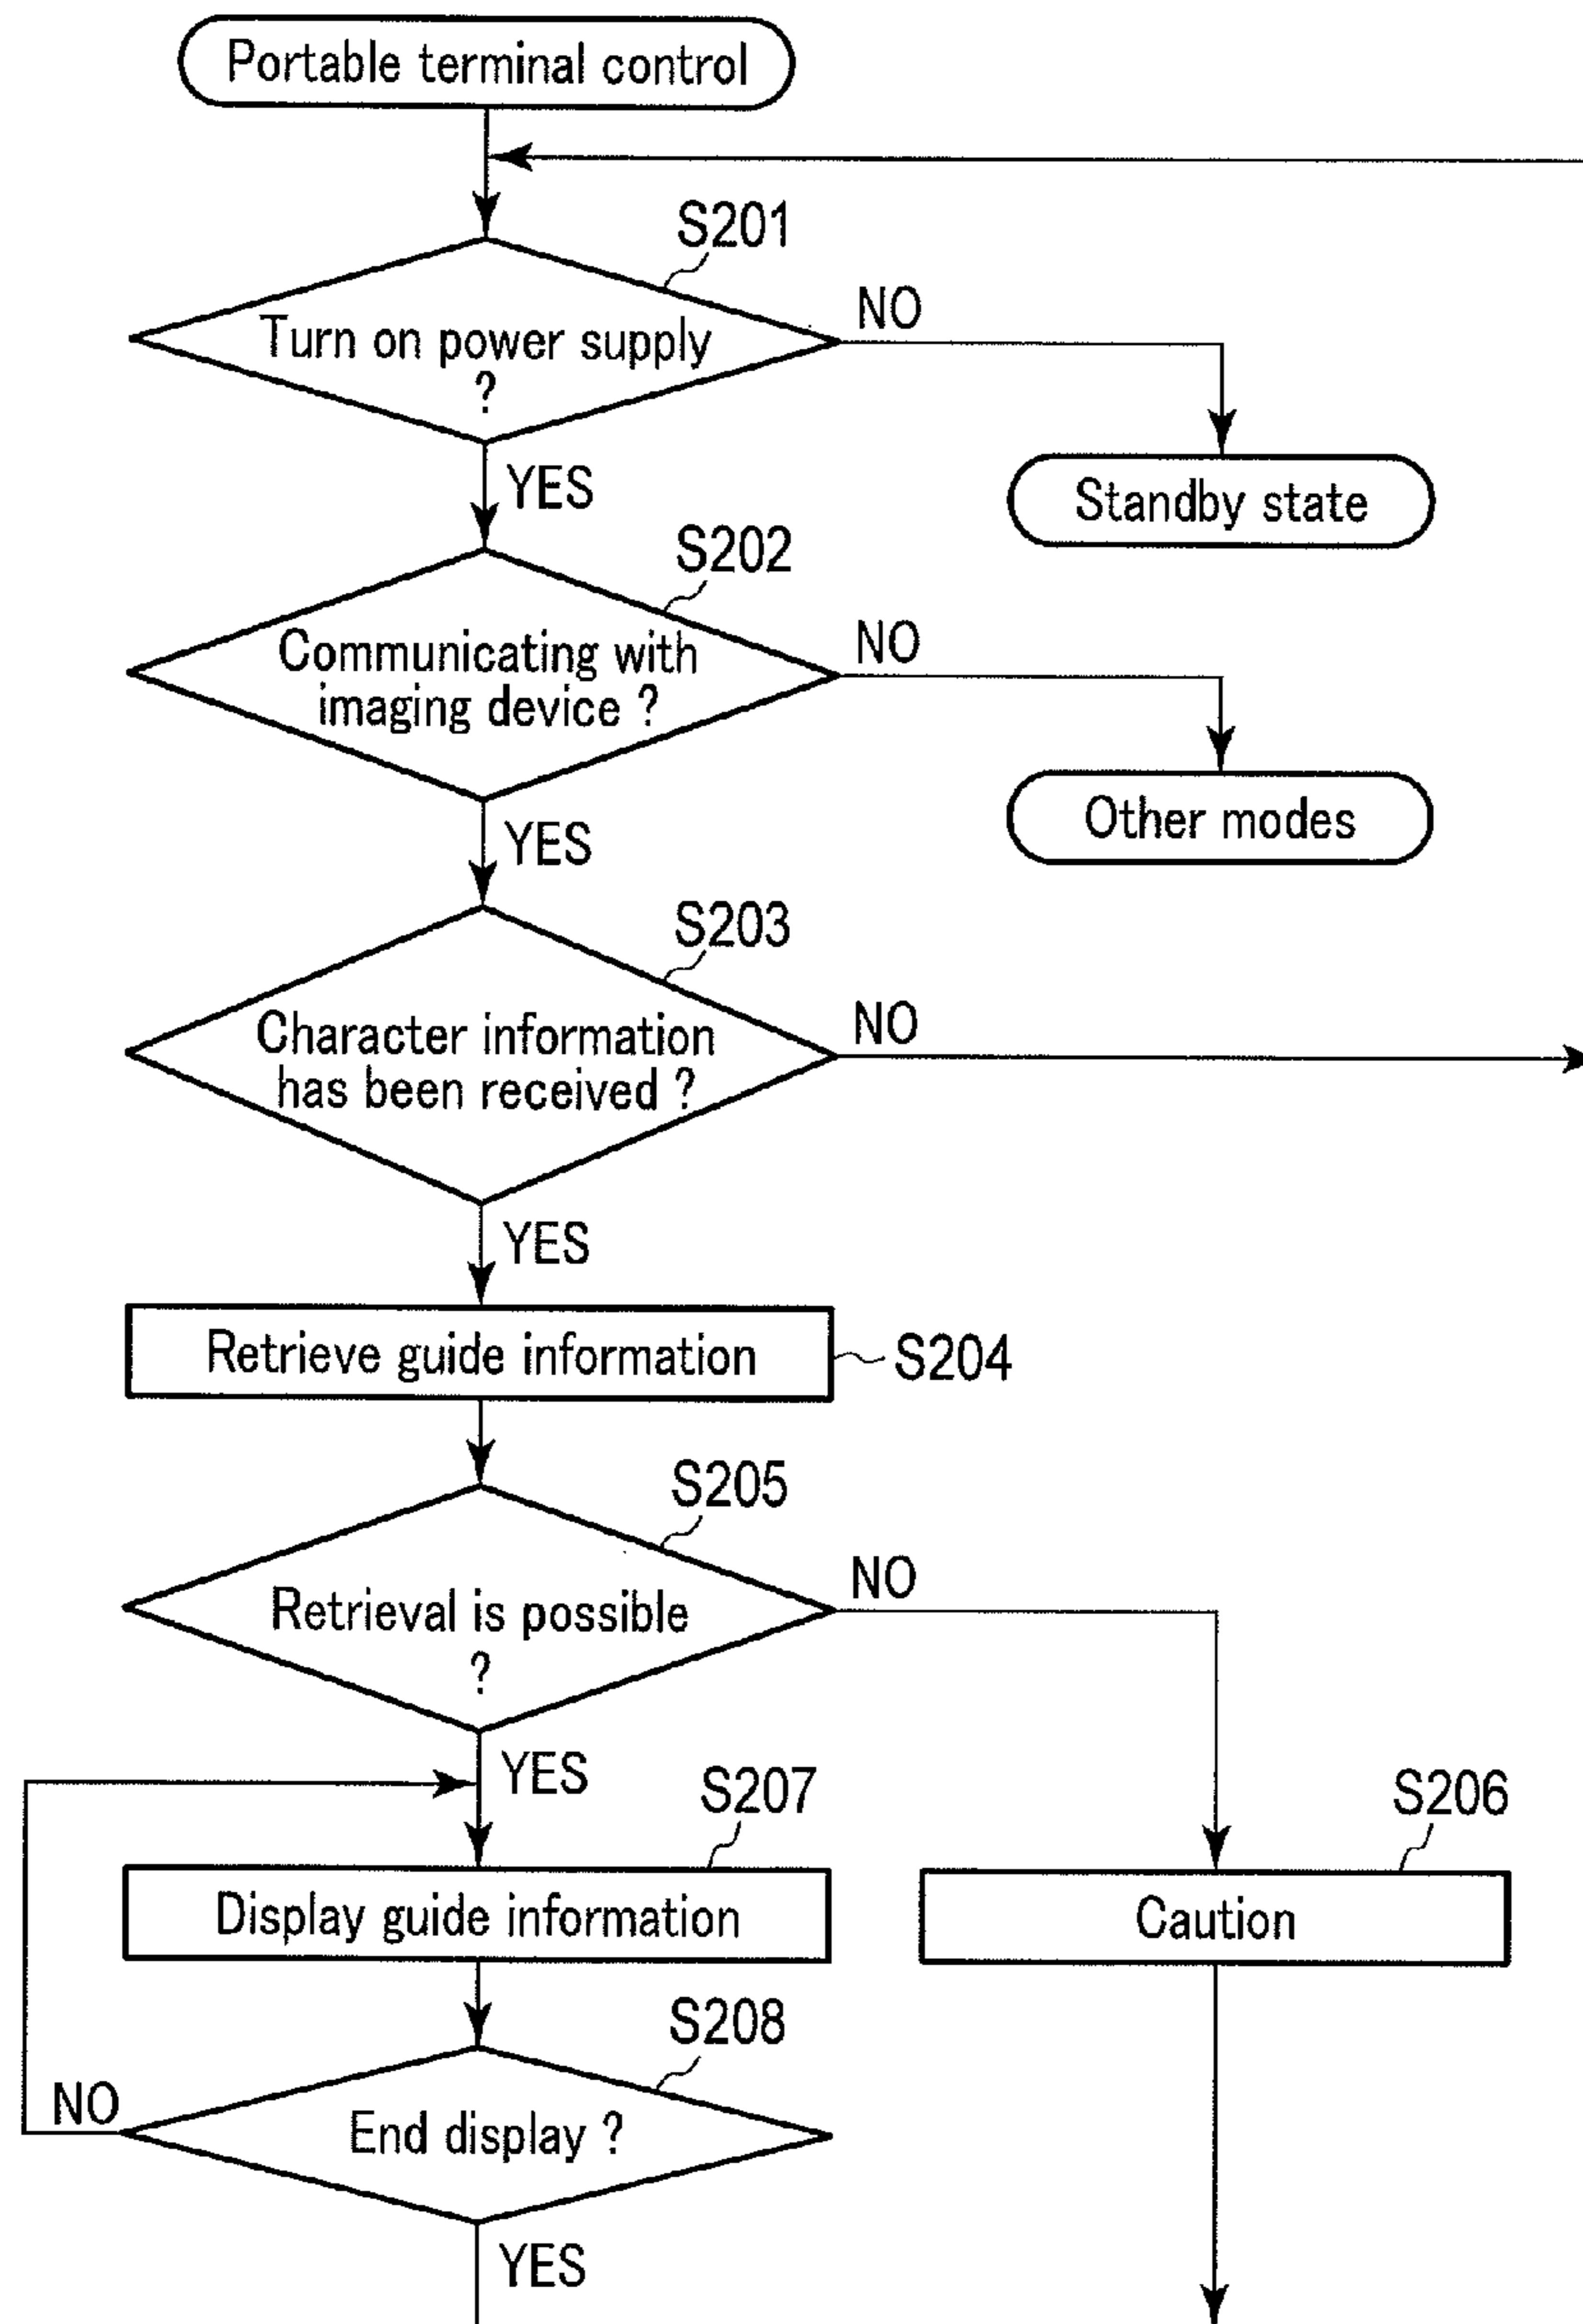 Portable terminal control
S201
Turn on power supply
?
NO
YES
Standby state
S202
Communicating with
imaging device ?
NO
YES
Other modes
S203
Character information
has been received ?
NO
YES
Retrieve guide information
S204
S205
Retrieval is possible
?
NO
YES
S207
S206
Display guide information
Caution
S208
End display ?
NO
YES